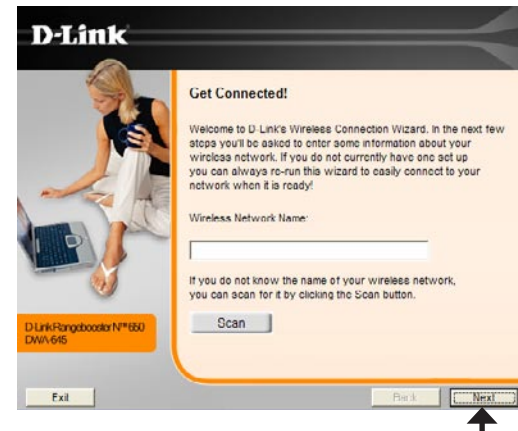 D-Link
Get Connected!
Welcome to D-Link's Wireless Connection Wizard. In the next few
steps you'll be asked to enter some information about your
wireless network. If you do not currently have one set up
you can always re-run this wizard to easily connect to your
network when it is ready!
Wireless Network Name:
If you do not know the name of your wireless network,
you can scan for it by clicking the Scan button.
Scan
D-Link Rangebooster N™ 650
DWA-645
Exit
Back
Next